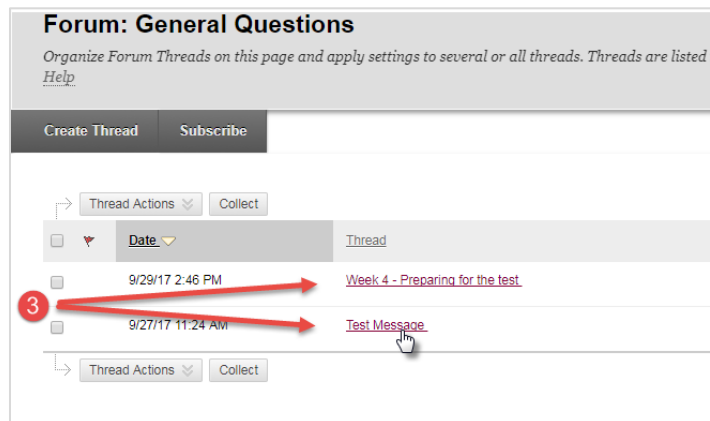 Forum: General Questions
Organize Forum Threads on this page and apply settings to several or all threads. Threads are listed
Help
Create Thread Subscribe
Thread Actions Collect
Date Thread
9/29/17 2:46 PM Week 4 - Preparing for the test
3
9/27/17 11:24 AM Test Message
Thread Actions Collect